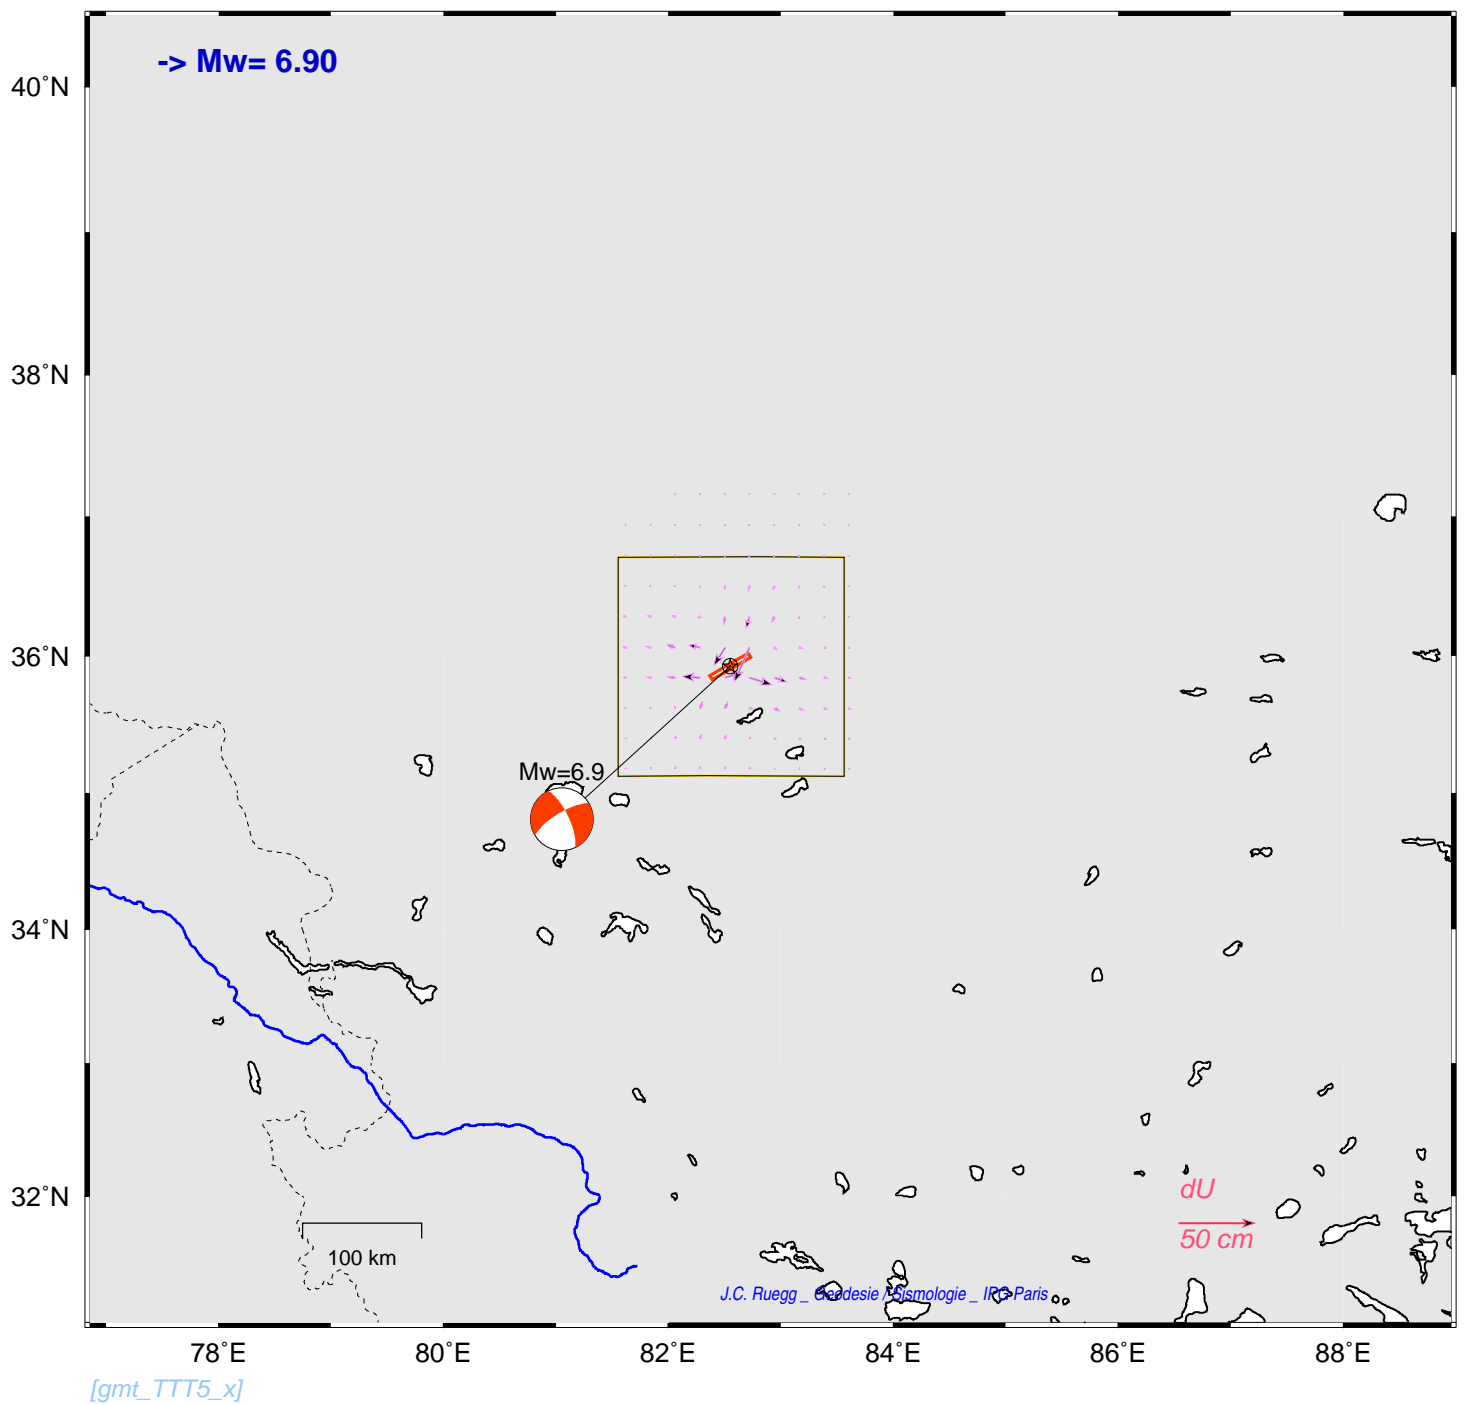 -> Mw= 6.90
40°N
38°N
36°N
34°N
32°N
Mw=6.9
dU
50 cm
100 km
J.C. Ruegg _ Geodesie / Sismologie _ IPG Paris
78°E
80°E
82°E
84°E
86°E
88°E
[gmt_TTT5_x]